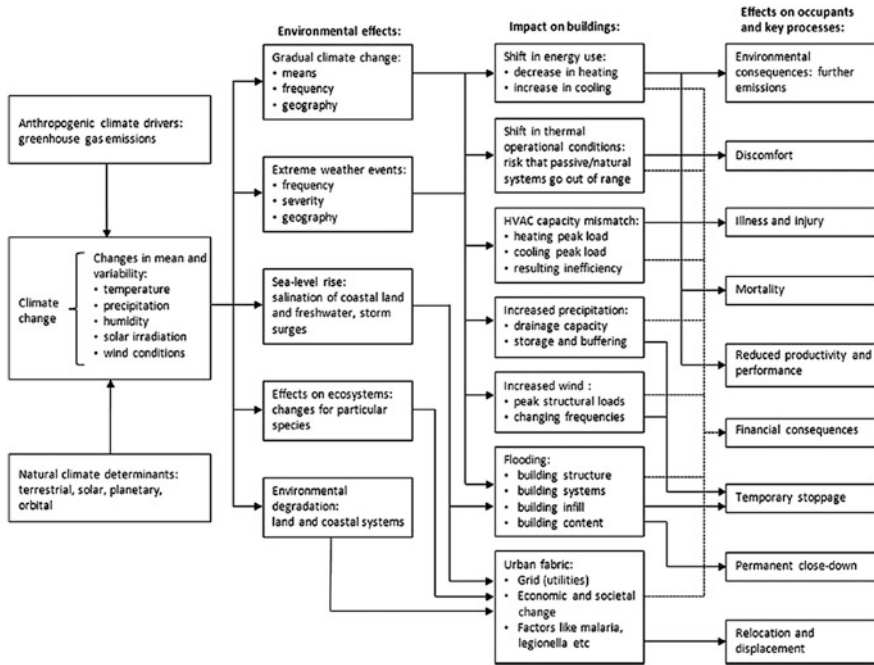 Environmental effects:
Impact on buildings:
Effects on occupants
and key processes:
Anthropogenic climate drivers:
greenhouse gas emissions
Climate
change
Changes in mean and
variability:
• temperature
• precipitation
• humidity
• solar irradiation
• wind conditions
Natural climate determinants:
terrestrial, solar, planetary,
orbital
Gradual climate change:
• means
• frequency
• geography
Extreme weather events:
• frequency
• severity
• geography
Sea-level rise:
salination of coastal land
and freshwater, storm
surges
Effects on ecosystems:
changes for particular
species
Environmental
degradation:
land and coastal systems
Shift in energy use:
• decrease in heating
• increase in cooling
Shift in thermal
operational conditions:
risk that passive/natural
systems go out of range
HVAC capacity mismatch:
• heating peak load
• cooling peak load
• resulting inefficiency
Increased precipitation:
• drainage capacity
• storage and buffering
Increased wind :
• peak structural loads
• changing frequencies
Flooding:
• building structure
• building systems
• building infill
• building content
Urban fabric:
• Grid (utilities)
• Economic and societal
change
• Factors like malaria,
legionella etc
Environmental
consequences: further
emissions
Discomfort
Illness and injury
Mortality
Reduced productivity and
performance
Financial consequences
Temporary stoppage
Permanent close-down
Relocation and
displacement